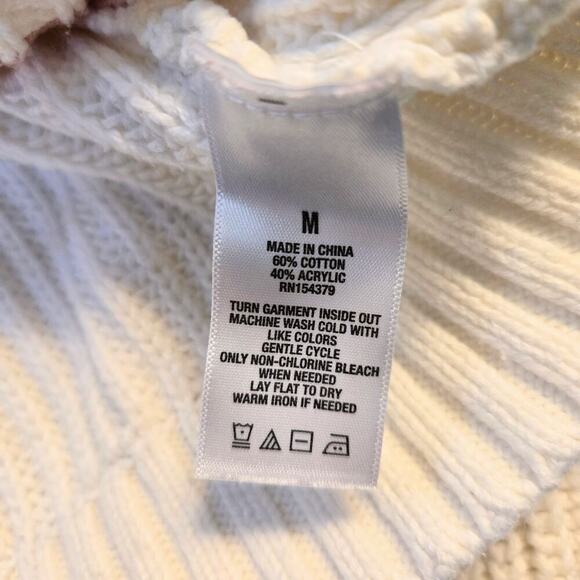 M
MADE IN CHINA
60% COTTON
40% ACRYLIC
RN154379
TURN GARMENT INSIDE OUT
MACHINE WASH COLD WITH
LIKE COLORS
GENTLE CYCLE
ONLY NON-CHLORINE BLEACH
WHEN NEEDED
LAY FLAT TO DRY
WARM IRON IF NEEDED